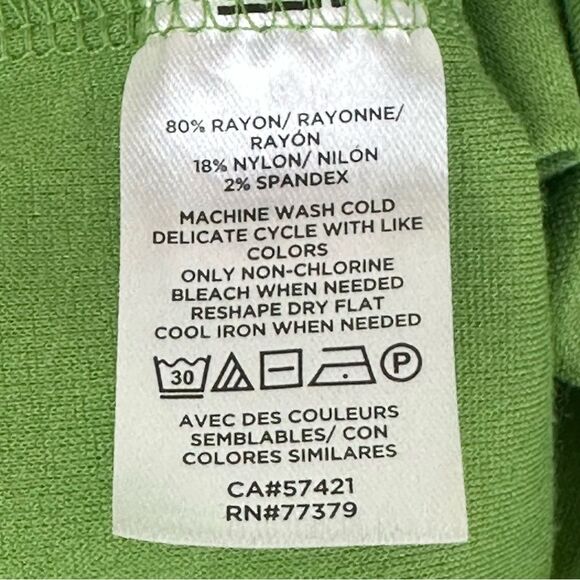 80% RAYON/ RAYONNE/
RAYÓN
18% NYLON/ NILÓN
2% SPANDEX
MACHINE WASH COLD
DELICATE CYCLE WITH LIKE
COLORS
ONLY NON-CHLORINE
BLEACH WHEN NEEDED
RESHAPE DRY FLAT
COOL IRON WHEN NEEDED
30 P
AVEC DES COULEURS
SEMBLABLES/ CON
COLORES SIMILARES
CA#57421
RN#77379